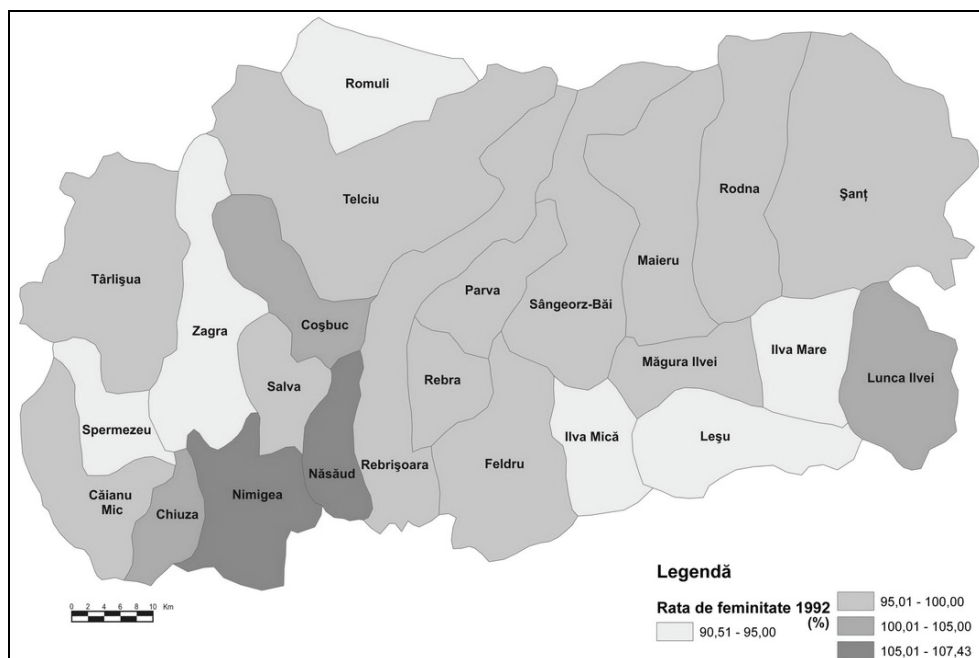 Romuli
Telciu
Rodna
Şanţ
Târlişua
Maieru
Parva
Sângeorz-Băi
Coşbuc
Zagra
Ilva Mare
Măgura Ilvei
Lunca Ilvei
Salva
Rebra
Spermezeu
Ilva Mică
Leşu
Năsăud
Rebrişoara
Feldru
Căianu
Mic
Nimigea
Chiuza
Legendă
Rata de feminitate 1992
(%)
90,51 - 95,00
95,01 - 100,00
100,01 - 105,00
105,01 - 107,43
0 2 4 6 8 10 Km